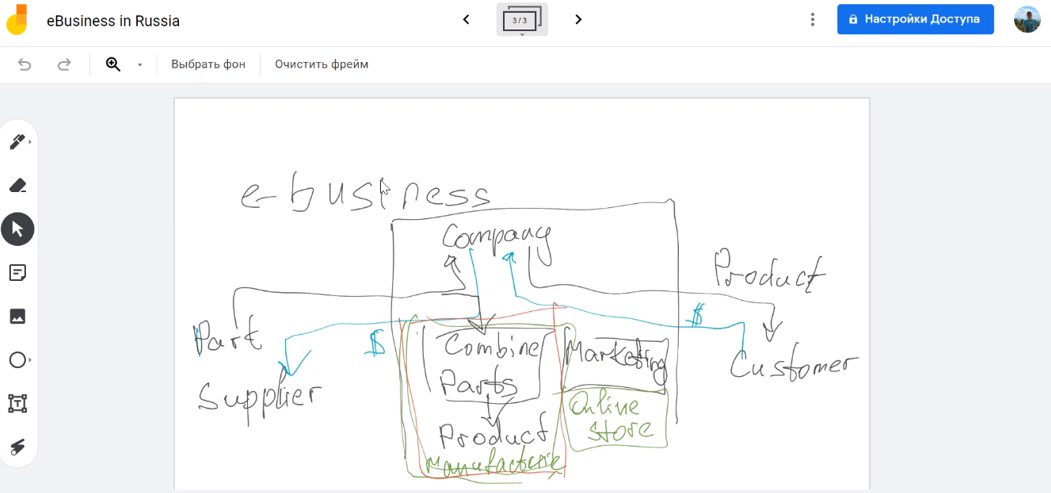 eBusiness in Russia
3 / 3
Настройки Доступа
Выбрать фон
Очистить фрейм
e-business
Company
Product
$
$
Part
Combine
Parts
Marketing
Customer
Supplier
Online
store
Product
Manufacture